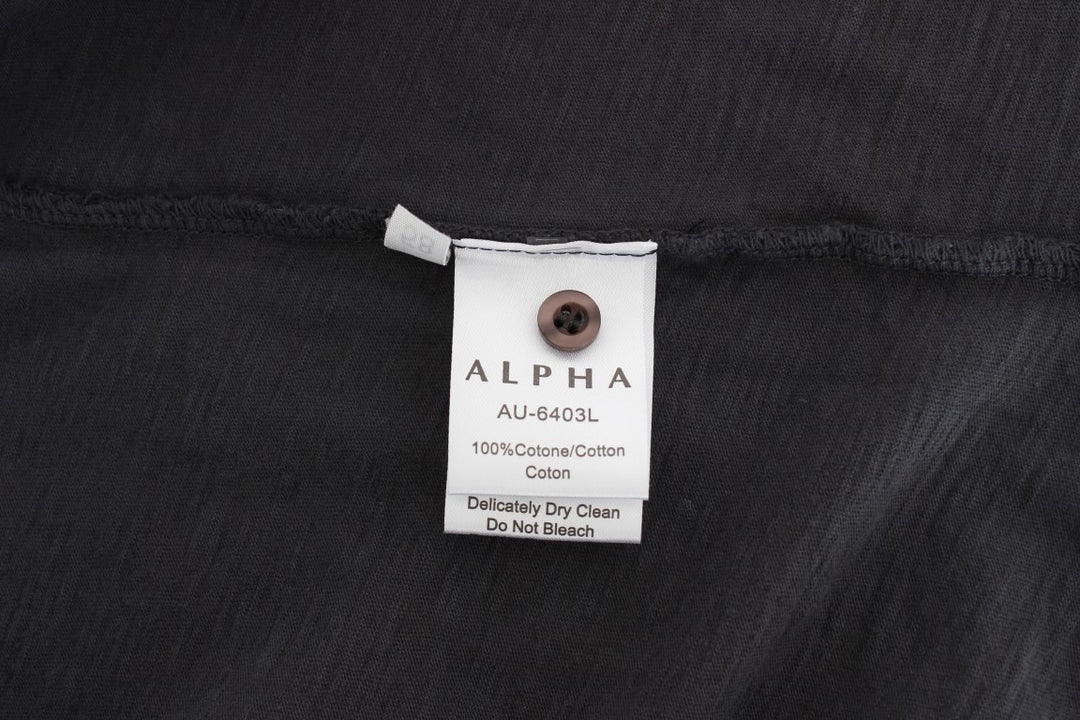 ALPHA
AU-6403L
100%Cotone/Cotton
Coton
Delicately Dry Clean
Do Not Bleach